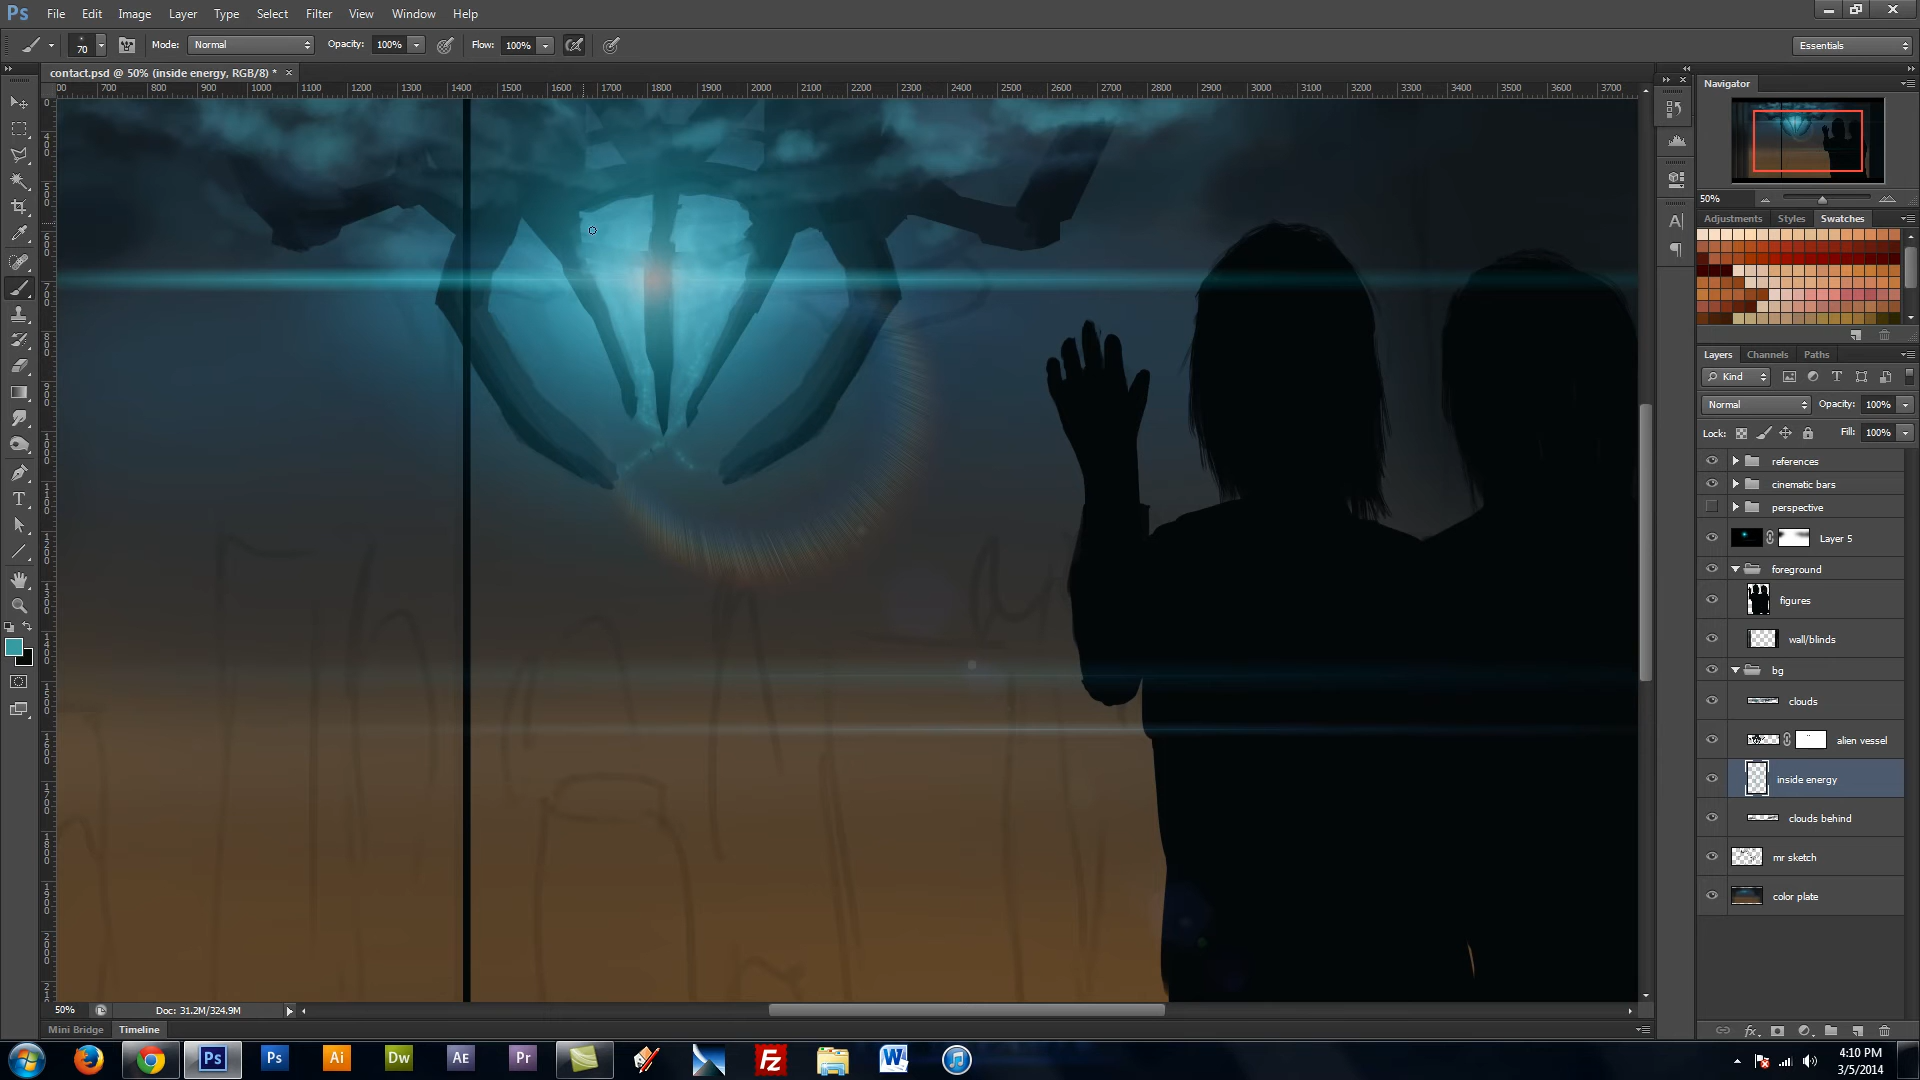 Ps File Edit Image Layer Type Select Filter View Window Help
70 Mode: Normal Opacity: 100% Flow: 100% Essentials
contact.psd @ 50% (inside energy, RGB/8) * ×
700 800 900 1000 1100 1200 1300 1400 1500 1600 1700 1800 1900 2000 2100 2200 2300 2400 2500 2600 2700 2800 2900 3000 3100 3200 3300 3400 3500 3600 3700
Navigator
50%
Adjustments Styles Swatches
Layers Channels Paths
Kind
Normal Opacity: 100%
Lock: Fill: 100%
references
cinematic bars
perspective
Layer 5
foreground
figures
wall/blinds
bg
clouds
alien vessel
inside energy
clouds behind
mr sketch
color plate
50% Doc: 31.2M/324.9M
Mini Bridge Timeline
Ps Ps Ai Dw AE Pr Fz W
4:10 PM
3/5/2014